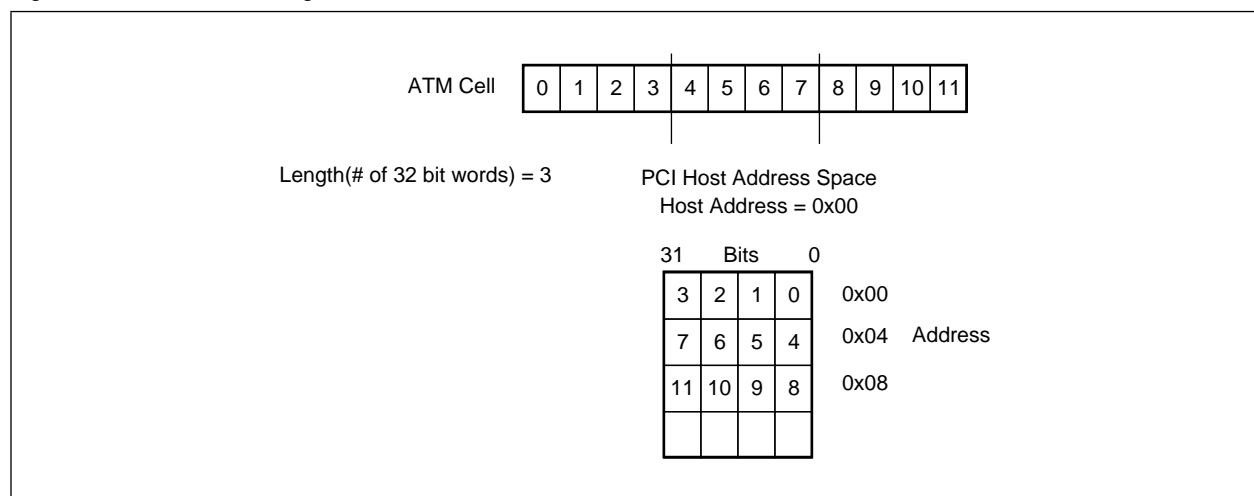 ATM Cell 0 1 2 3 4 5 6 7 8 9 10 11
Length(# of 32 bit words) = 3
PCI Host Address Space
Host Address = 0x00
31 Bits 0
3 2 1 0 0x00
7 6 5 4 0x04 Address
11 10 9 8 0x08